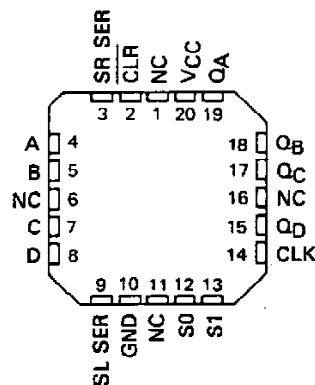 SR SER
CLR
NC
VCC
QA
3 2 1 20 19
A 4
B 5
NC 6
C 7
D 8
18 QB
17 QC
16 NC
15 QD
14 CLK
9 10 11 12 13
SL SER
GND
NC
S0
S1